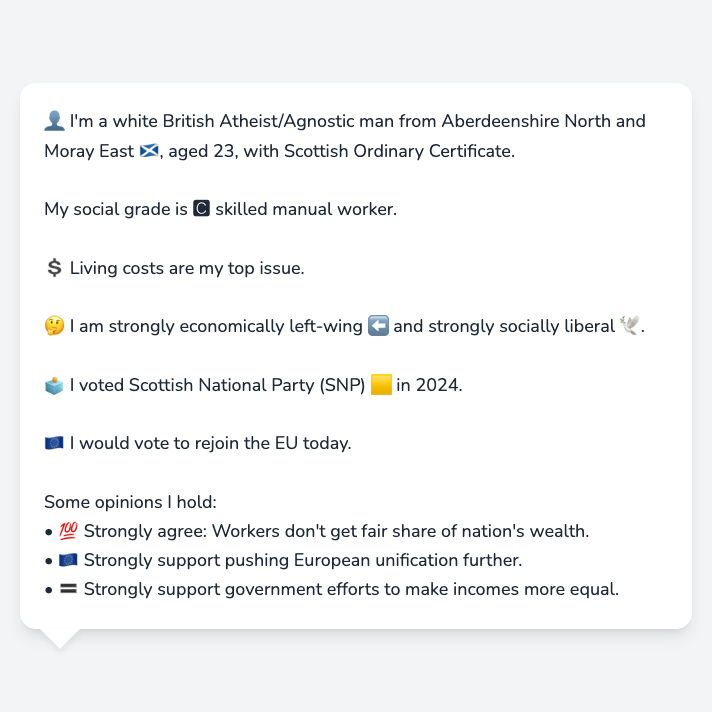 👤 I'm a white British Atheist/Agnostic man from Aberdeenshire North and
Moray East 🏴󠁧󠁢󠁳󠁣󠁴󠁿, aged 23, with Scottish Ordinary Certificate.
My social grade is 🅲 skilled manual worker.
💲 Living costs are my top issue.
🤔 I am strongly economically left-wing ⬅️ and strongly socially liberal 🕊️.
🗳️ I voted Scottish National Party (SNP) 🟨 in 2024.
🇪🇺 I would vote to rejoin the EU today.
Some opinions I hold:
• 💯 Strongly agree: Workers don't get fair share of nation's wealth.
• 🇪🇺 Strongly support pushing European unification further.
• 🟰 Strongly support government efforts to make incomes more equal.